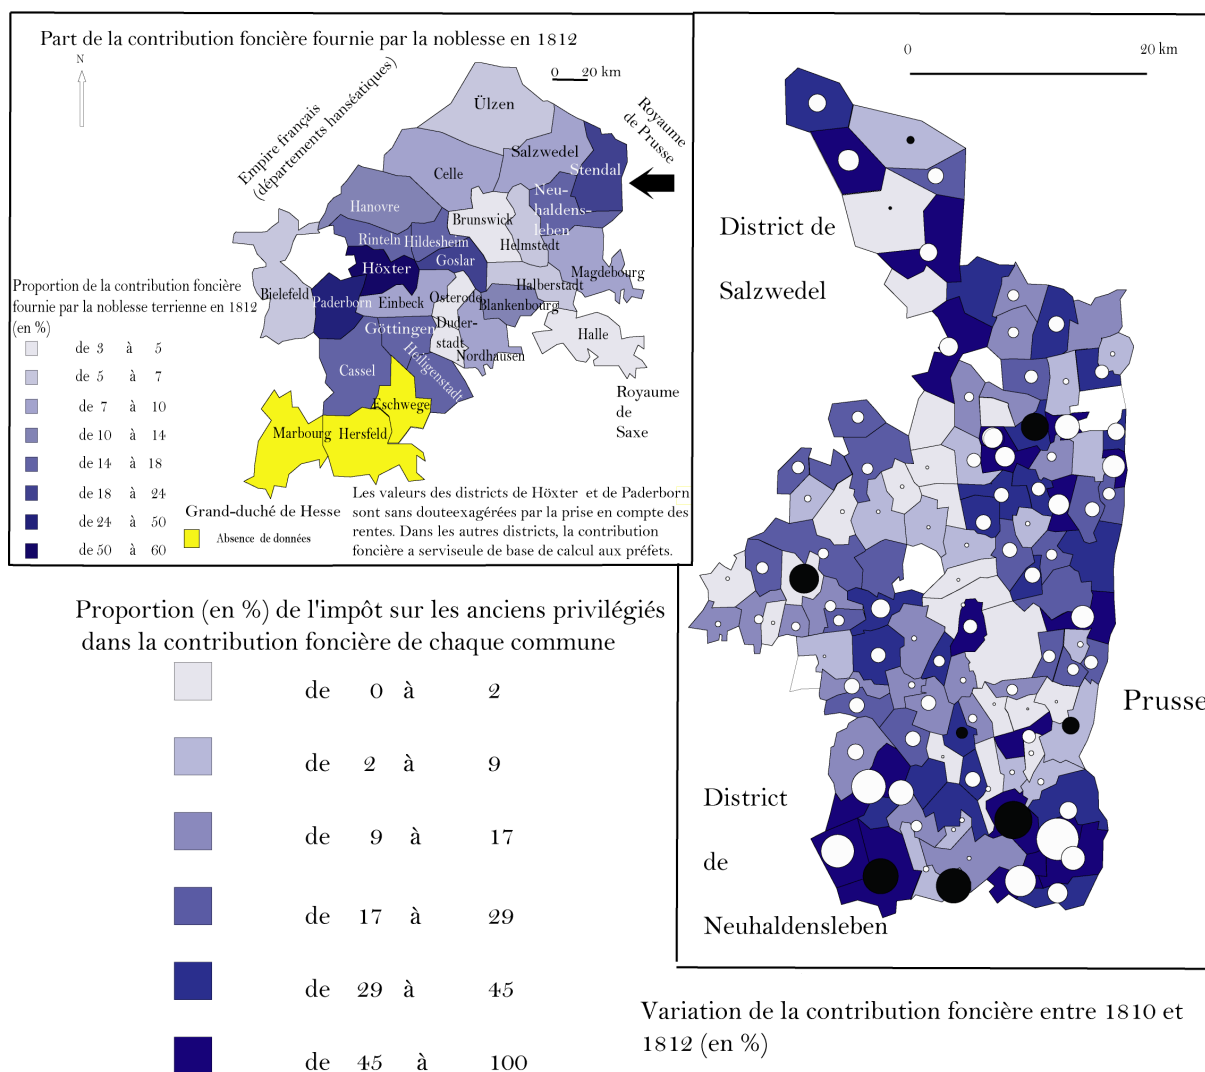 Part de la contribution foncière fournie par la noblesse en 1812
N
0 20 km
Empire français
(départements hanséatiques)
Royaume
de Prusse
Ülzen
Salzwedel
Stendal
Celle
Neu-
haldens-
leben
Hanovre
Brunswick
Rinteln
Hildesheim
Helmstedt
Goslar
Höxter
Magdebourg
Halberstadt
Bielefeld
Paderborn
Einbeck
Osterode
Blankenbourg
Göttingen
Duder-
stadt
Halle
Nordhausen
Cassel
Heiligenstadt
Eschwege
Marbourg
Hersfeld
Royaume
de
Saxe
Grand-duché de Hesse
Proportion de la contribution foncière
fournie par la noblesse terrienne en 1812
(en %)
de 3 à 5
de 5 à 7
de 7 à 10
de 10 à 14
de 14 à 18
de 18 à 24
de 24 à 50
de 50 à 60
Absence de données
Les valeurs des districts de Höxter et de Paderborn
sont sans douteexagérées par la prise en compte des
rentes. Dans les autres districts, la contribution
foncière a serviseule de base de calcul aux préfets.
0 20 km
District de
Salzwedel
Prusse
District
de
Neuhaldensleben
Proportion (en %) de l'impôt sur les anciens privilégiés
dans la contribution foncière de chaque commune
de 0 à 2
de 2 à 9
de 9 à 17
de 17 à 29
de 29 à 45
de 45 à 100
Variation de la contribution foncière entre 1810 et
1812 (en %)